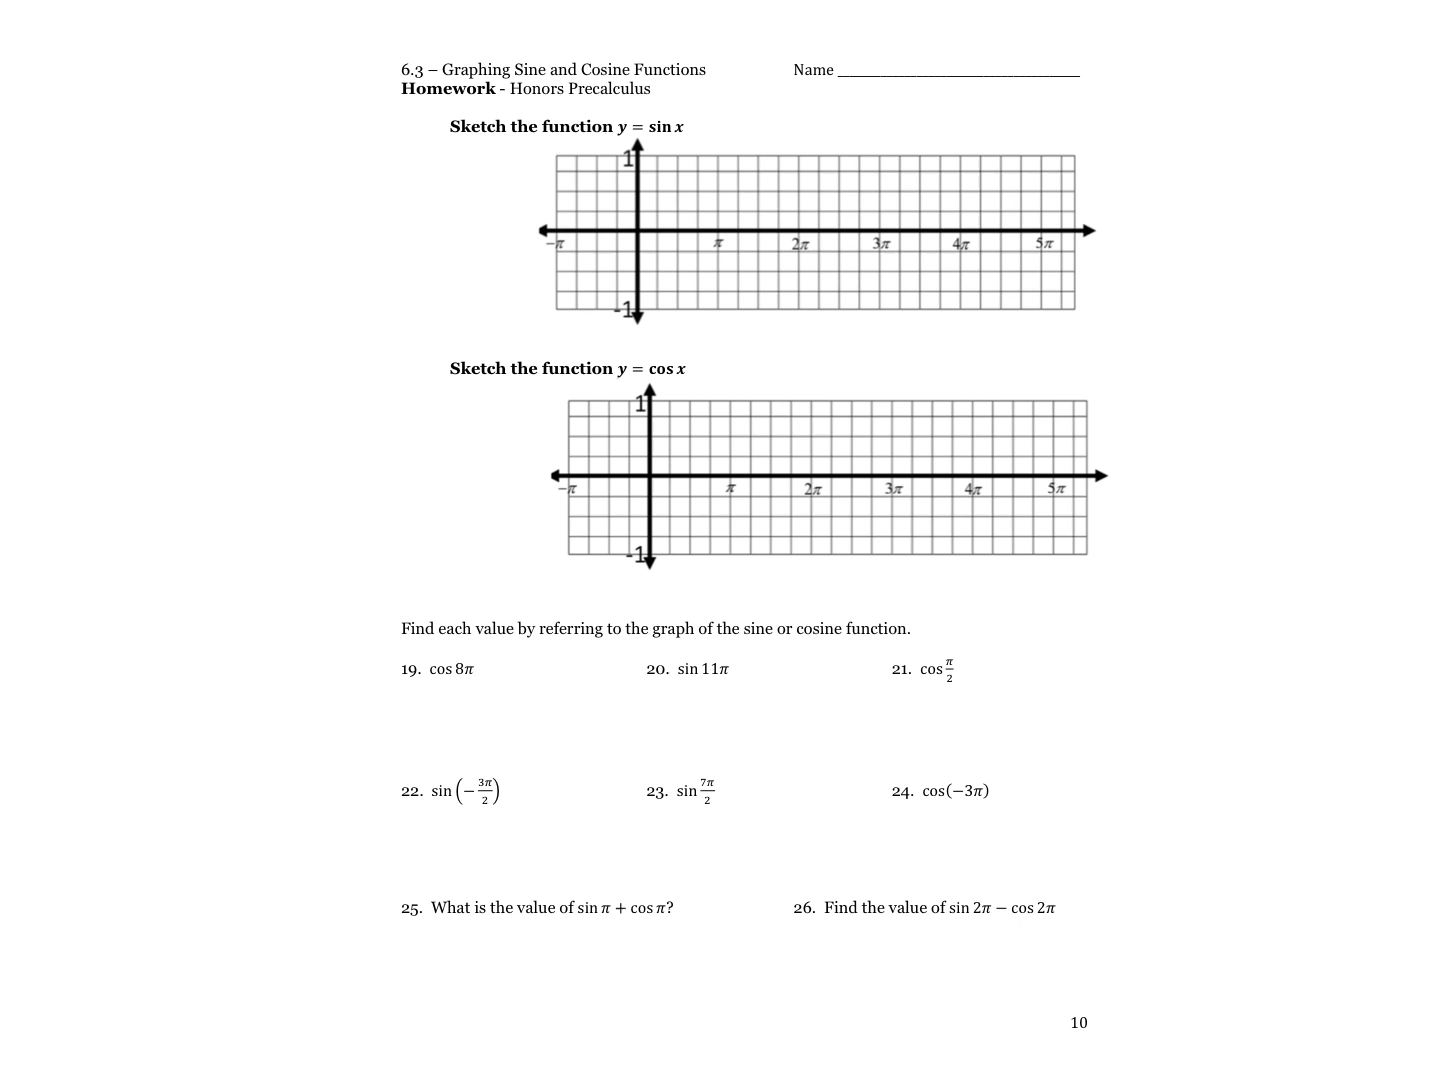 6.3 – Graphing Sine and Cosine Functions Name ______________________________
Homework - Honors Precalculus
Sketch the function y = sin x
1
−π π 2π 3π 4π 5π
-1
Sketch the function y = cos x
1
−π π 2π 3π 4π 5π
-1
Find each value by referring to the graph of the sine or cosine function.
19. cos 8π 20. sin 11π 21. cos π/2
22. sin (−3π/2) 23. sin 7π/2 24. cos(−3π)
25. What is the value of sin π + cos π? 26. Find the value of sin 2π − cos 2π
10